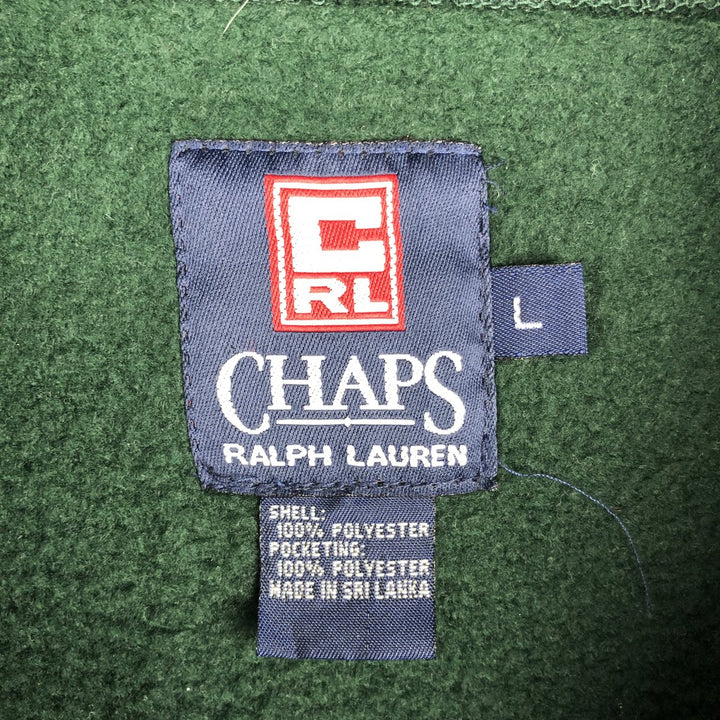 C
RL
CHAPS
RALPH LAUREN
L
SHELL:
100% POLYESTER
POCKETING:
100% POLYESTER
MADE IN SRI LANKA